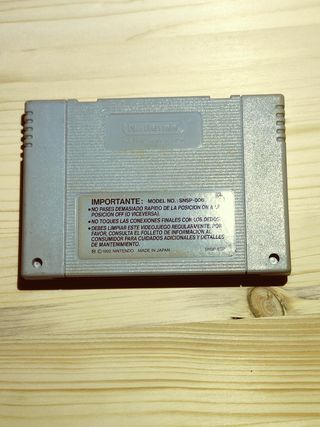 Nintendo
IMPORTANTE: MODEL NO.: SNSP-006
• NO PASES DEMASIADO RAPIDO DE LA POSICION ON A LA
POSICION OFF (O VICEVERSA).
• NO TOQUES LAS CONEXIONES FINALES CON LOS DEDOS.
• DEBES LIMPIAR ESTE VIDEOJUEGO REGULARMENTE. POR
FAVOR, CONSULTA EL FOLLETO DE INFORMACION AL
CONSUMIDOR PARA CUIDADOS ADICIONALES Y DETALLES
DE MANTENIMIENTO.
© 1992 NINTENDO MADE IN JAPAN